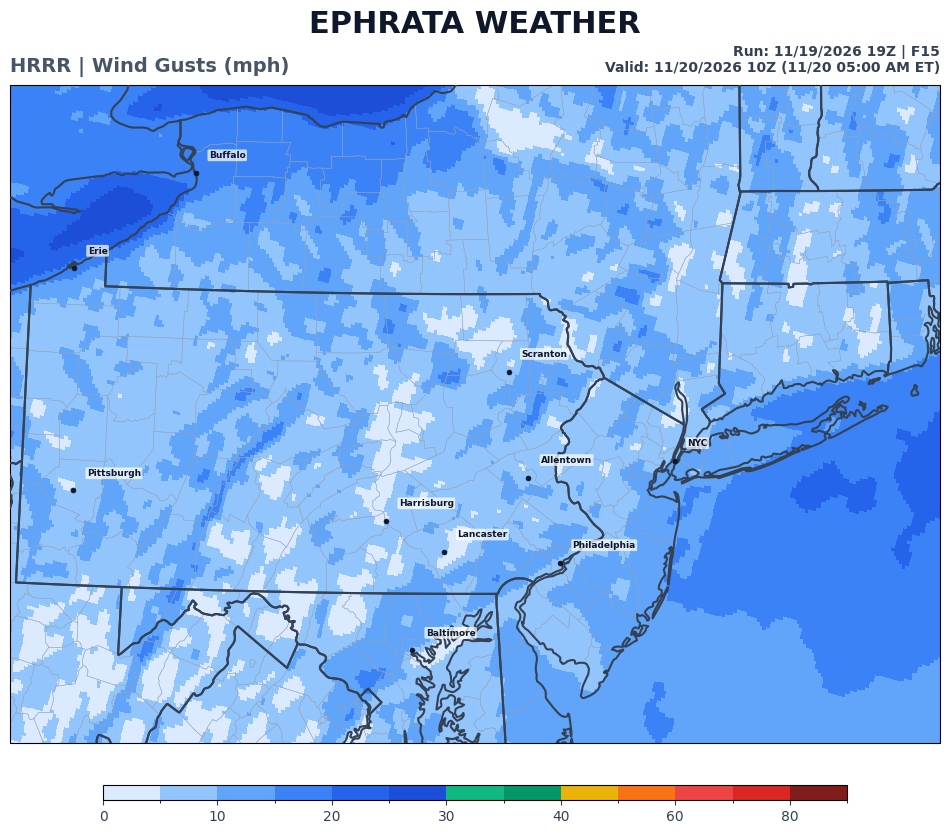 EPHRATA WEATHER
HRRR | Wind Gusts (mph)
Run: 11/19/2026 19Z | F15
Valid: 11/20/2026 10Z (11/20 05:00 AM ET)
Buffalo
Erie
Scranton
NYC
Pittsburgh
Allentown
Harrisburg
Lancaster
Philadelphia
Baltimore
0 10 20 30 40 50 60 70 80